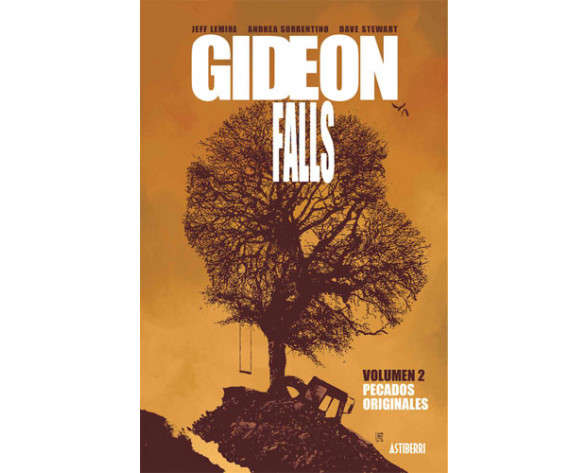 JEFF LEMIRE ANDREA SORRENTINO DAVE STEWART
GIDEON
FALLS
VOLUMEN 2
PECADOS
ORIGINALES
ASTIBERRI